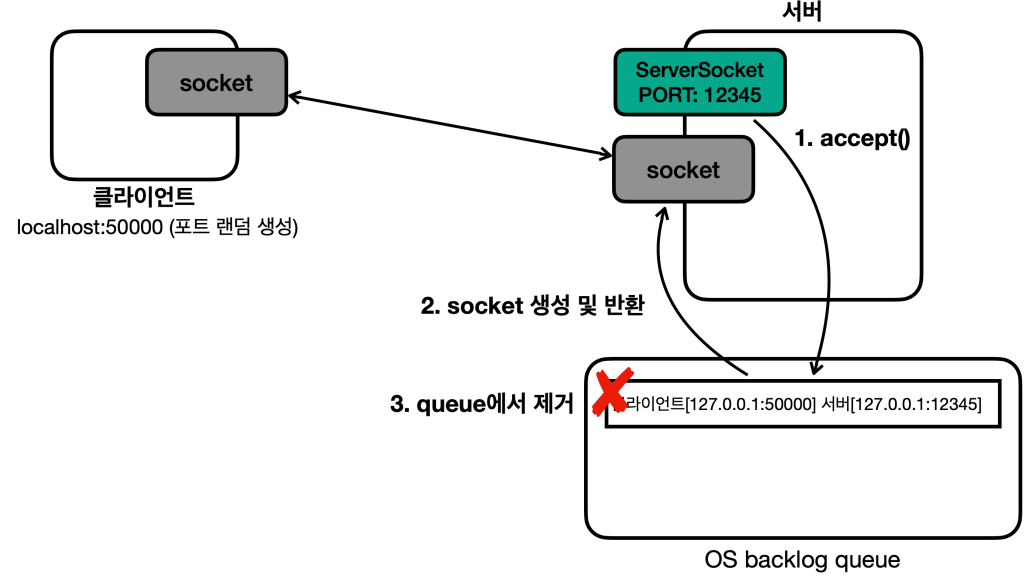 서버
socket
ServerSocket
PORT: 12345
1. accept()
socket
클라이언트
localhost:50000 (포트 랜덤 생성)
2. socket 생성 및 반환
3. queue에서 제거
라이언트[127.0.0.1:50000] 서버[127.0.0.1:12345]
OS backlog queue